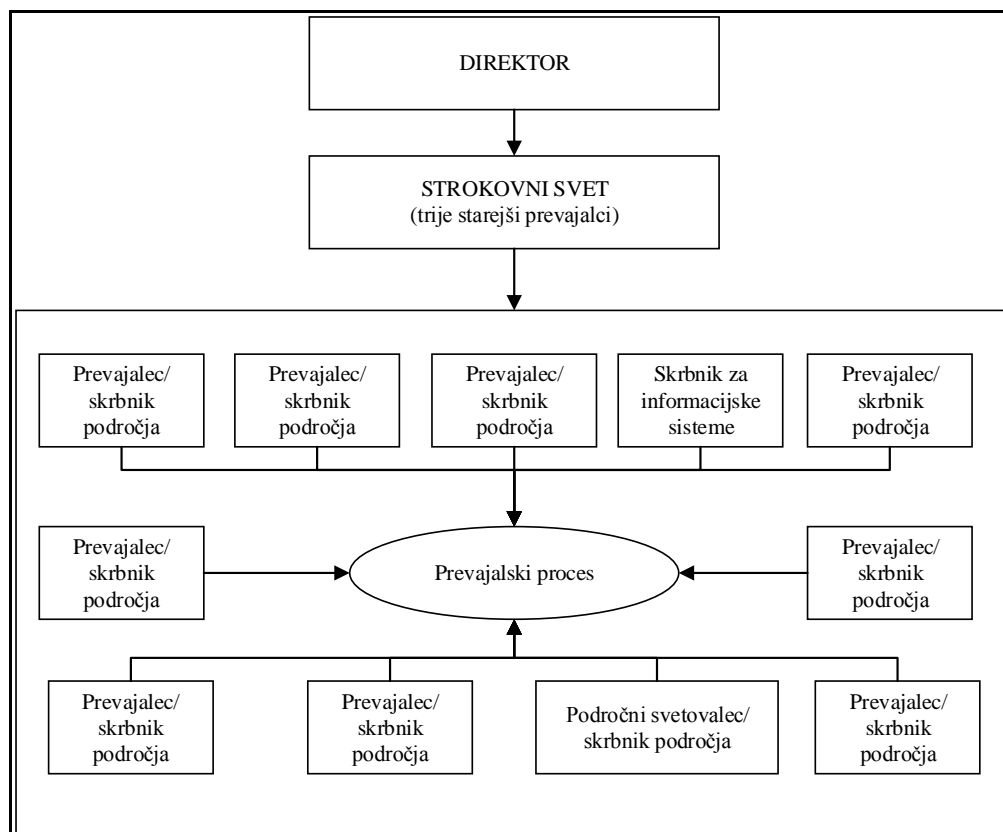 DIREKTOR
STROKOVNI SVET
(trije starejši prevajalci)
Prevajalec/
skrbnik
področja
Prevajalec/
skrbnik
področja
Prevajalec/
skrbnik
področja
Skrbnik za
informacijske
sisteme
Prevajalec/
skrbnik
področja
Prevajalec/
skrbnik
področja
Prevajalski proces
Prevajalec/
skrbnik
področja
Prevajalec/
skrbnik
področja
Prevajalec/
skrbnik
področja
Področni svetovalec/
skrbnik področja
Prevajalec/
skrbnik
področja